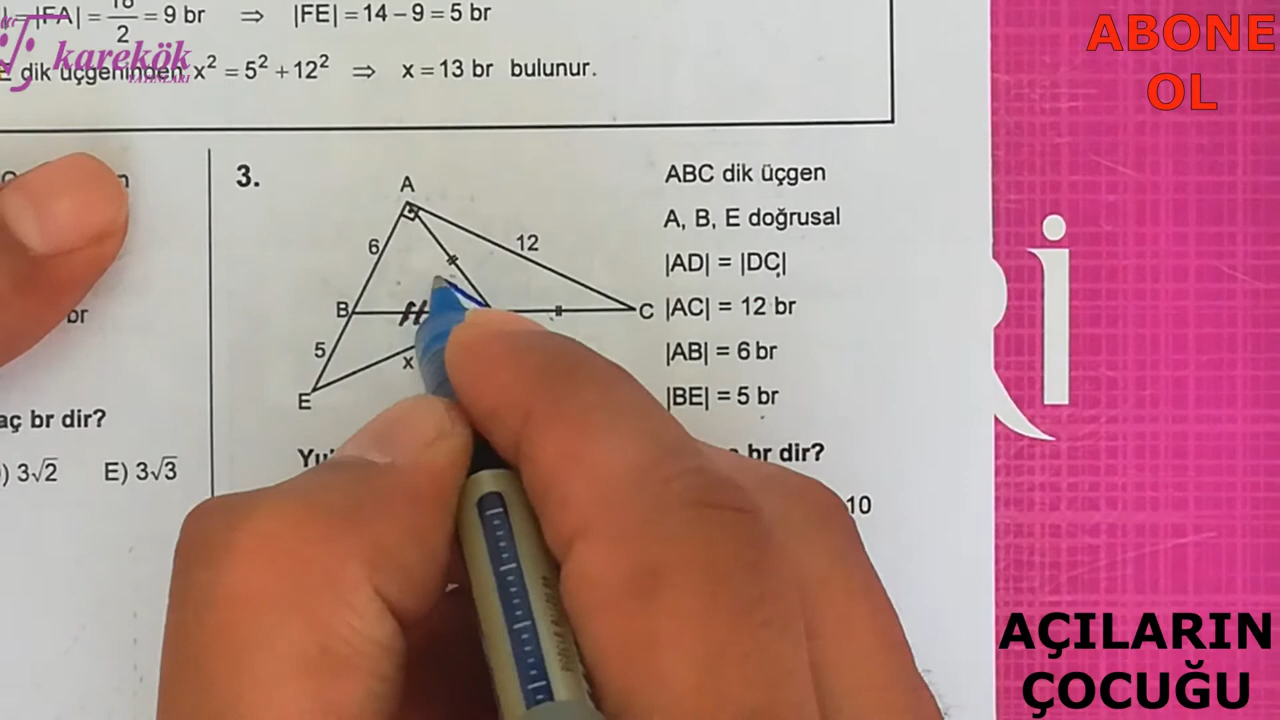 |FA| = 18/2 = 9 br ⇒ |FE| = 14 – 9 = 5 br
karekök
YAYINLARI
dik üçgeninden x² = 5² + 12² ⇒ x = 13 br bulunur.
ABONE
OL
br
aç br dir?
) 3√2 E) 3√3
3.
A
6
12
B
C
5
x
E
ABC dik üçgen
A, B, E doğrusal
|AD| = |DC|
|AC| = 12 br
|AB| = 6 br
|BE| = 5 br
br dir?
10
İ
AÇILARIN
ÇOCUĞU